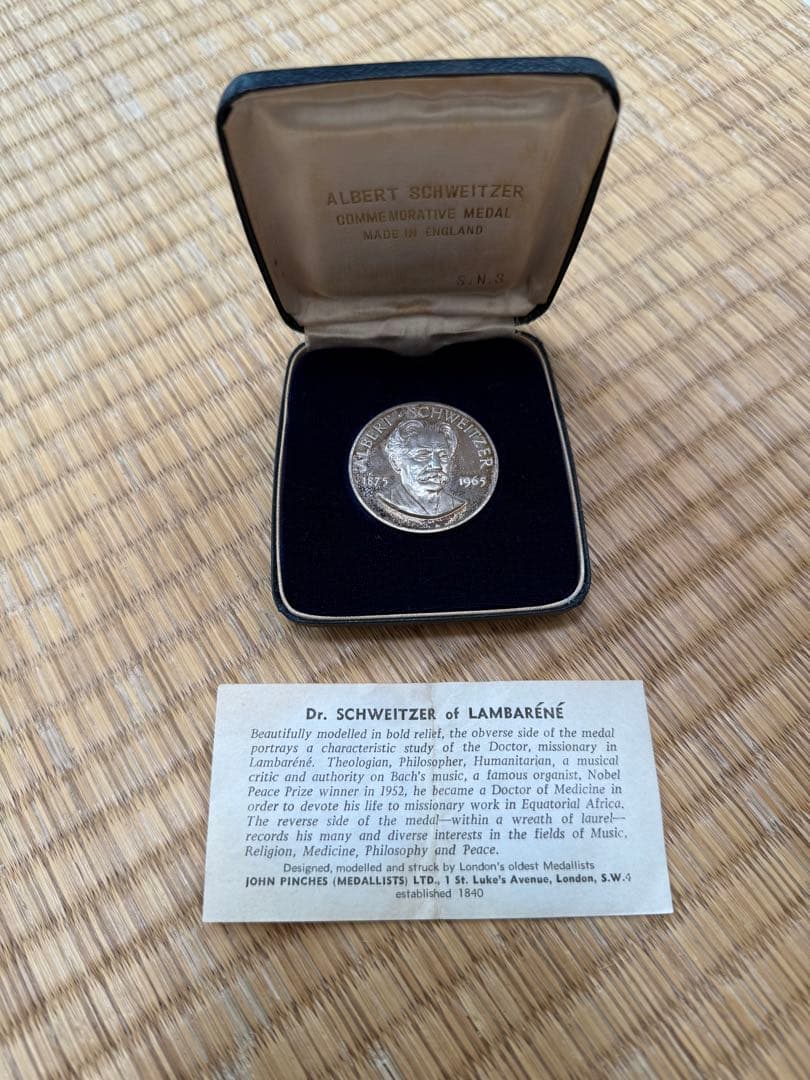 ALBERT SCHWEITZER
COMMEMORATIVE MEDAL
MADE IN ENGLAND
S.N.S
ALBERT SCHWEITZER
1875 1965
Dr. SCHWEITZER of LAMBARÉNÉ
Beautifully modelled in bold relief, the obverse side of the medal
portrays a characteristic study of the Doctor, missionary in
Lambaréné. Theologian, Philosopher, Humanitarian, a musical
critic and authority on Bach's music, a famous organist, Nobel
Peace Prize winner in 1952, he became a Doctor of Medicine in
order to devote his life to missionary work in Equatorial Africa.
The reverse side of the medal—within a wreath of laurel—
records his many and diverse interests in the fields of Music,
Religion, Medicine, Philosophy and Peace.
Designed, modelled and struck by London's oldest Medallists
JOHN PINCHES (MEDALLISTS) LTD., 1 St. Luke's Avenue, London, S.W.4
established 1840